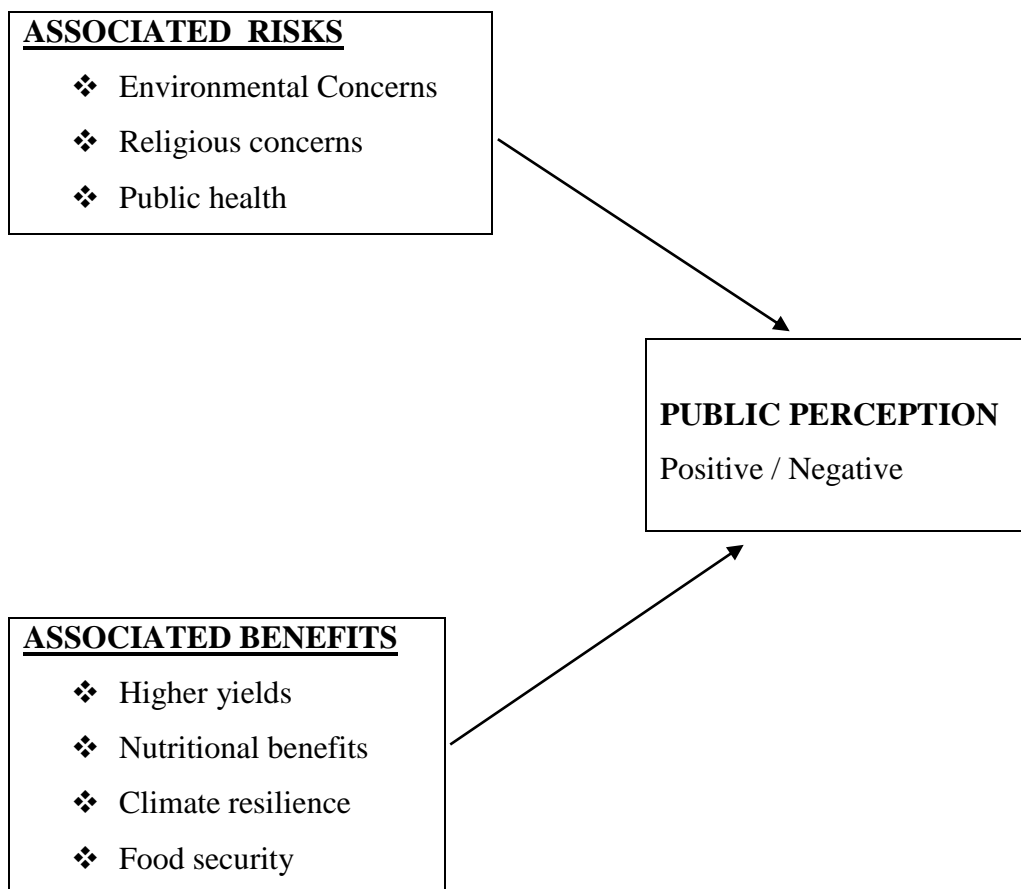 ASSOCIATED RISKS
❖ Environmental Concerns
❖ Religious concerns
❖ Public health
PUBLIC PERCEPTION
Positive / Negative
ASSOCIATED BENEFITS
❖ Higher yields
❖ Nutritional benefits
❖ Climate resilience
❖ Food security